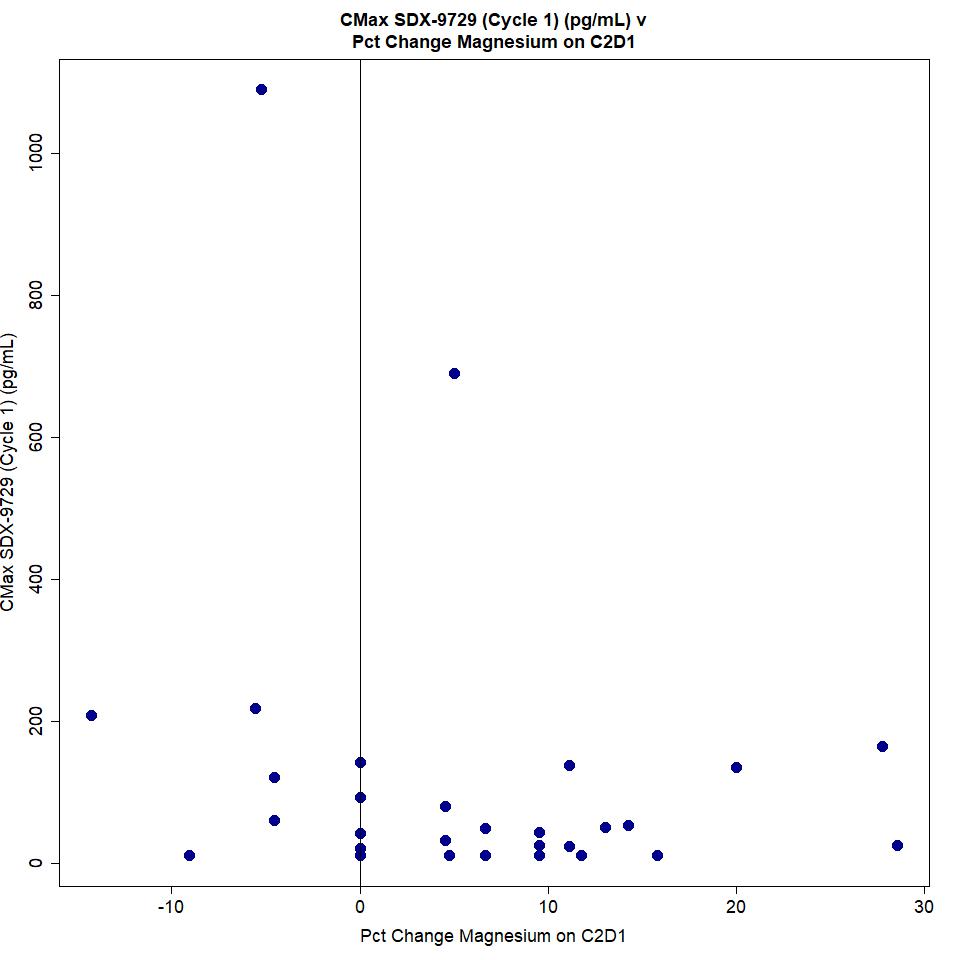 CMax SDX-9729 (Cycle 1) (pg/mL) v
Pct Change Magnesium on C2D1
CMax SDX-9729 (Cycle 1) (pg/mL)
1000
800
600
400
200
0
-10
0
10
20
30
Pct Change Magnesium on C2D1